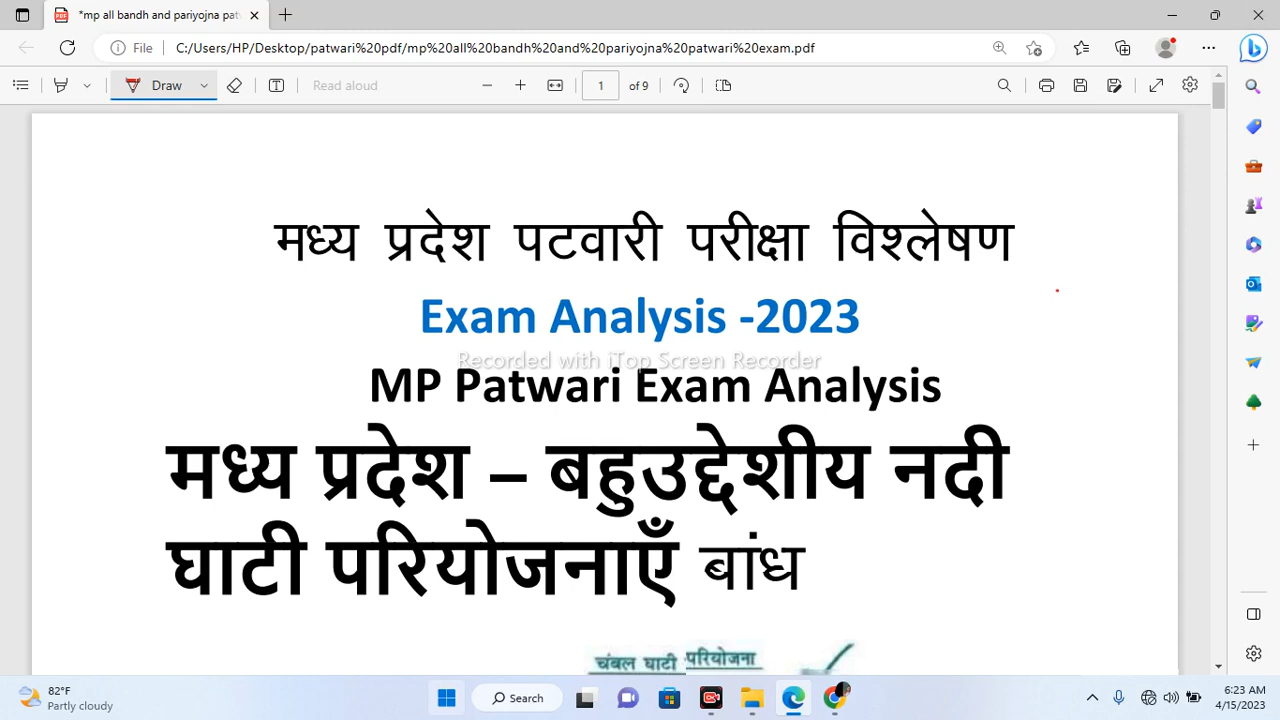 *mp all bandh and pariyojna pat
File
C:/Users/HP/Desktop/patwari%20pdf/mp%20all%20bandh%20and%20pariyojna%20patwari%20exam.pdf
Draw
Read aloud
1 of 9
मध्य प्रदेश पटवारी परीक्षा विश्लेषण
Exam Analysis -2023
Recorded with iTop Screen Recorder
MP Patwari Exam Analysis
मध्य प्रदेश – बहुउद्देशीय नदी
घाटी परियोजनाएँ बांध
चंबल घाटी परियोजना
82°F
Partly cloudy
Search
6:23 AM
4/15/2023